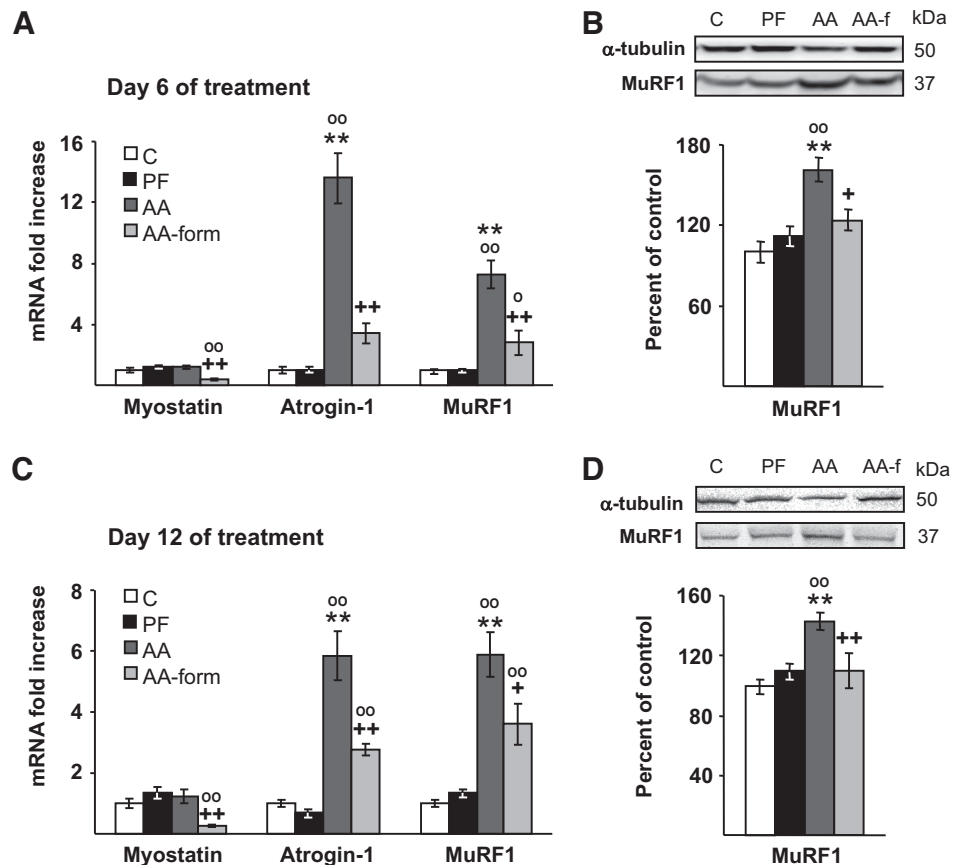 A
Day 6 of treatment
mRNA fold increase
16
12
8
4
C
PF
AA
AA-form
oo
++
oo
**
++
**
oo
o
++
Myostatin Atrogin-1 MuRF1
B
C PF AA AA-f kDa
α-tubulin 50
MuRF1 37
Percent of control
180
120
60
oo
**
+
MuRF1
C
Day 12 of treatment
mRNA fold increase
8
6
4
2
C
PF
AA
AA-form
oo
++
oo
**
oo
++
oo
**
oo
+
Myostatin Atrogin-1 MuRF1
D
C PF AA AA-f kDa
α-tubulin 50
MuRF1 37
Percent of control
160
120
80
40
oo
**
++
MuRF1